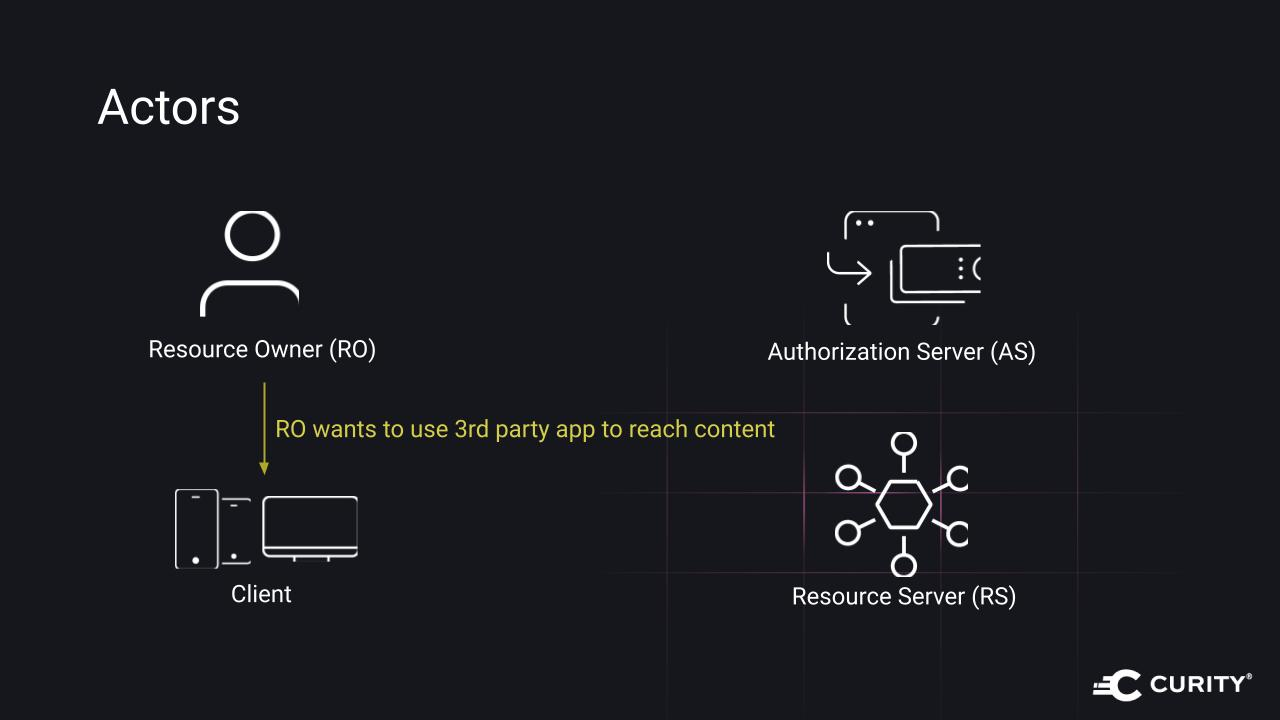 Actors
Resource Owner (RO)
Authorization Server (AS)
RO wants to use 3rd party app to reach content
Client
Resource Server (RS)
CURITY®